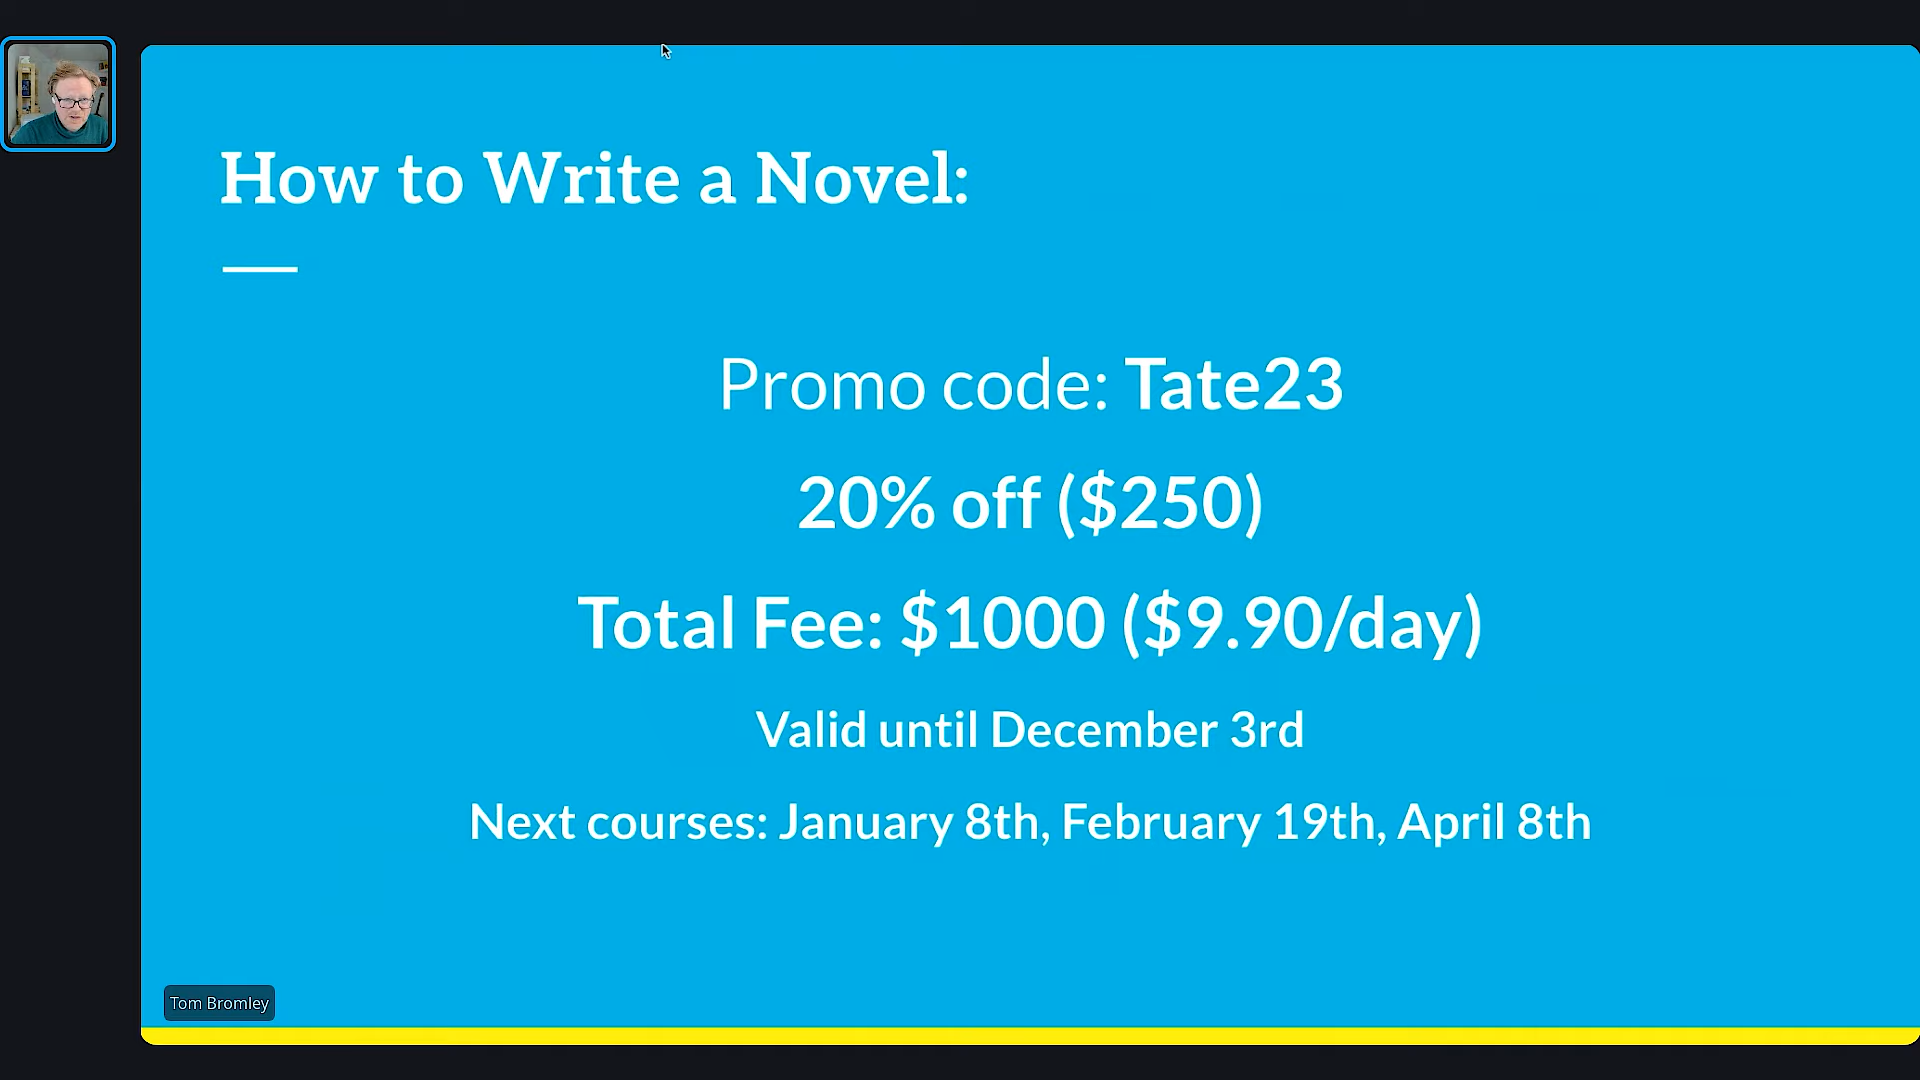 How to Write a Novel:
Promo code: Tate23
20% off ($250)
Total Fee: $1000 ($9.90/day)
Valid until December 3rd
Next courses: January 8th, February 19th, April 8th
Tom Bromley